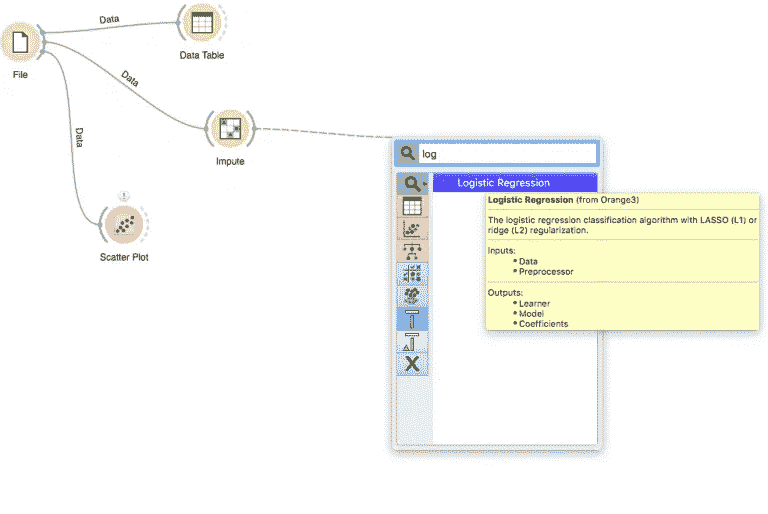 Data
Data Table
File
Data
Data
Impute
log
Logistic Regression
Logistic Regression (from Orange3)
The logistic regression classification algorithm with LASSO (L1) or
ridge (L2) regularization.
Inputs:
• Data
• Preprocessor
Outputs:
• Learner
• Model
• Coefficients
Scatter Plot